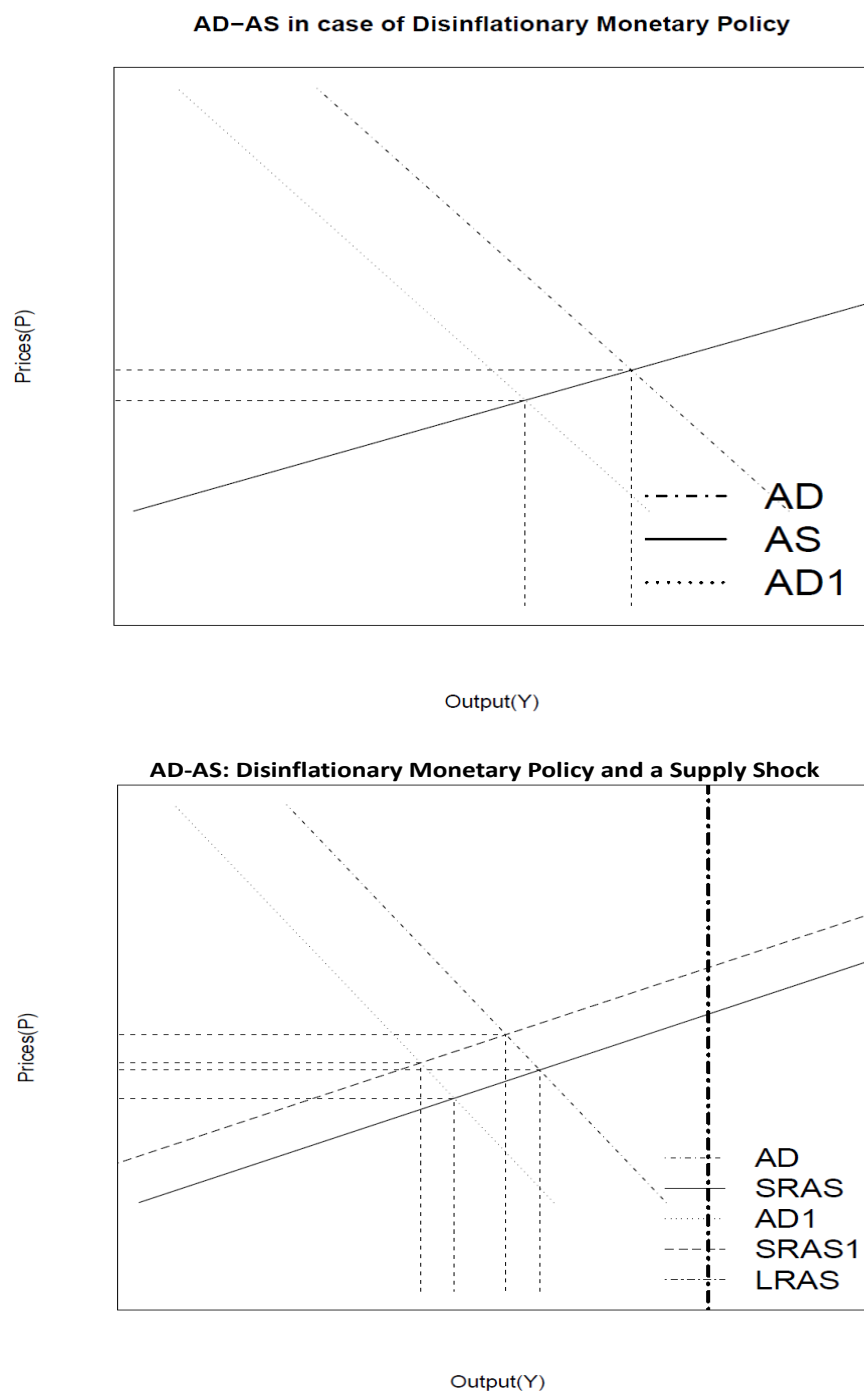 AD−AS in case of Disinflationary Monetary Policy
Prices(P)
AD
AS
AD1
Output(Y)
AD-AS: Disinflationary Monetary Policy and a Supply Shock
Prices(P)
AD
SRAS
AD1
SRAS1
LRAS
Output(Y)